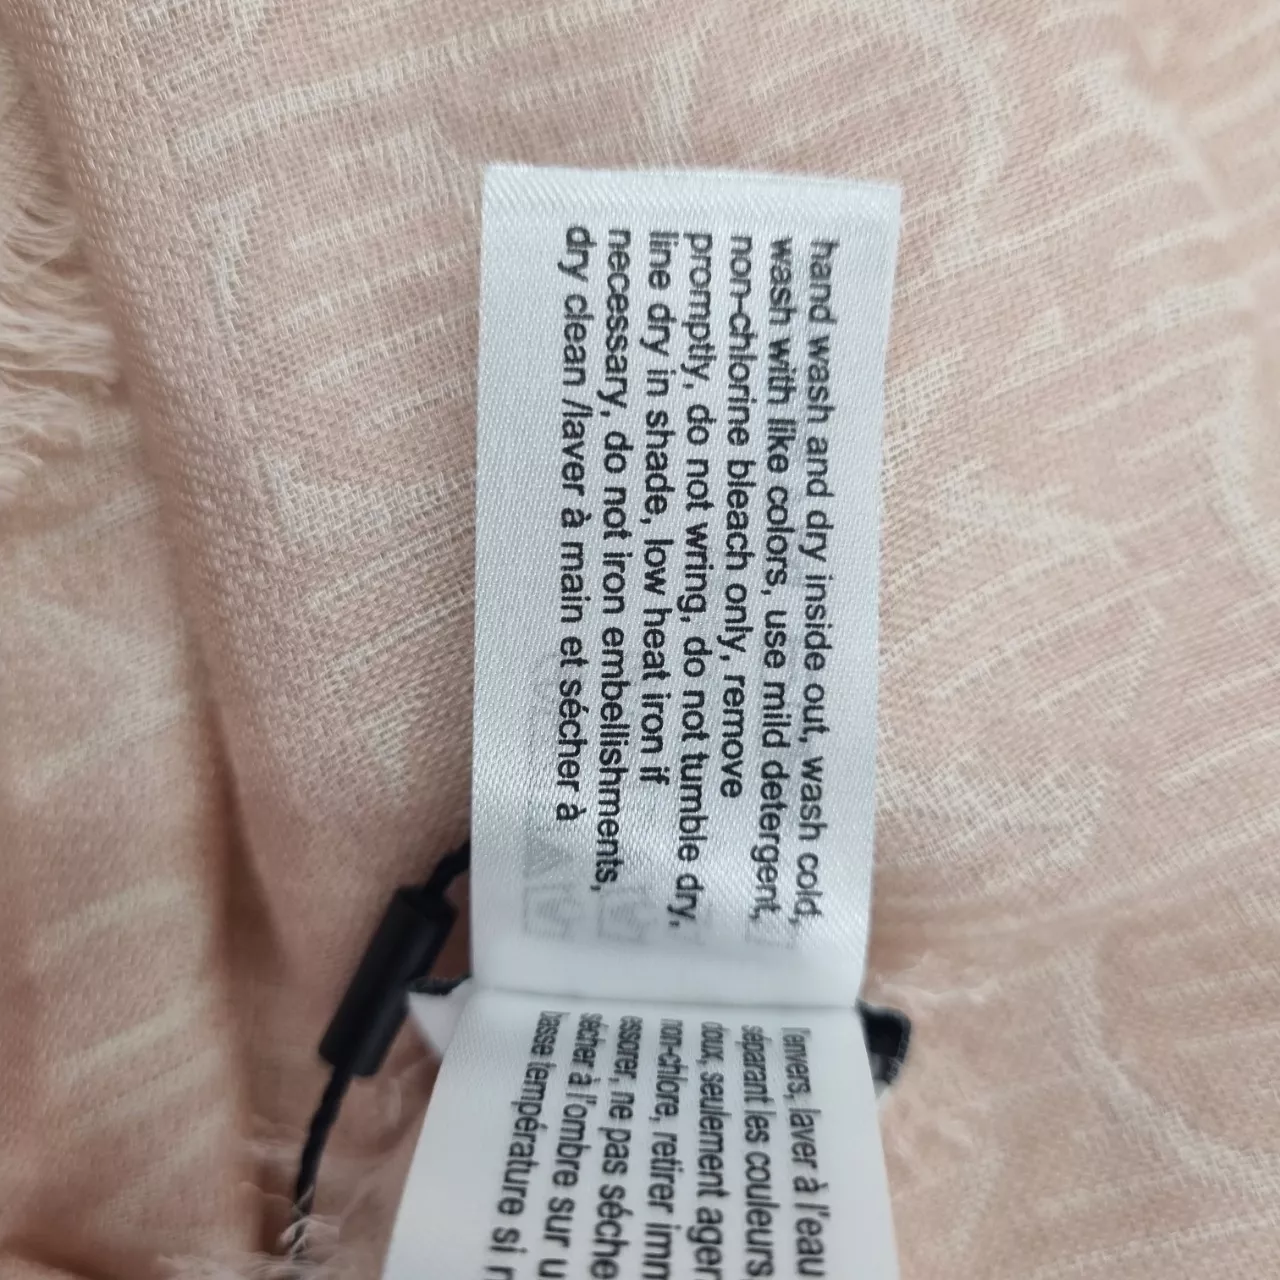 hand wash and dry inside out, wash cold,
wash with like colors, use mild detergent,
non-chlorine bleach only, remove
promptly, do not wring, do not tumble dry,
line dry in shade, low heat iron if
necessary, do not iron embellishments,
dry clean /laver à main et sécher à
l'envers, laver à l'eau
séparant les couleurs,
doux, seulement
non-chlore, retirer
essorer, ne pas
sécher à l'ombre sur
basse température si